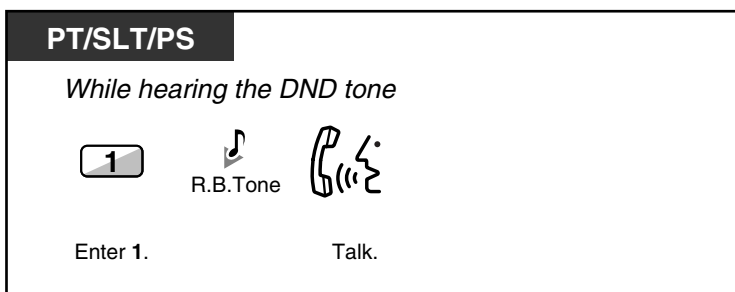 PT/SLT/PS
While hearing the DND tone
1
R.B.Tone
Enter 1.
Talk.